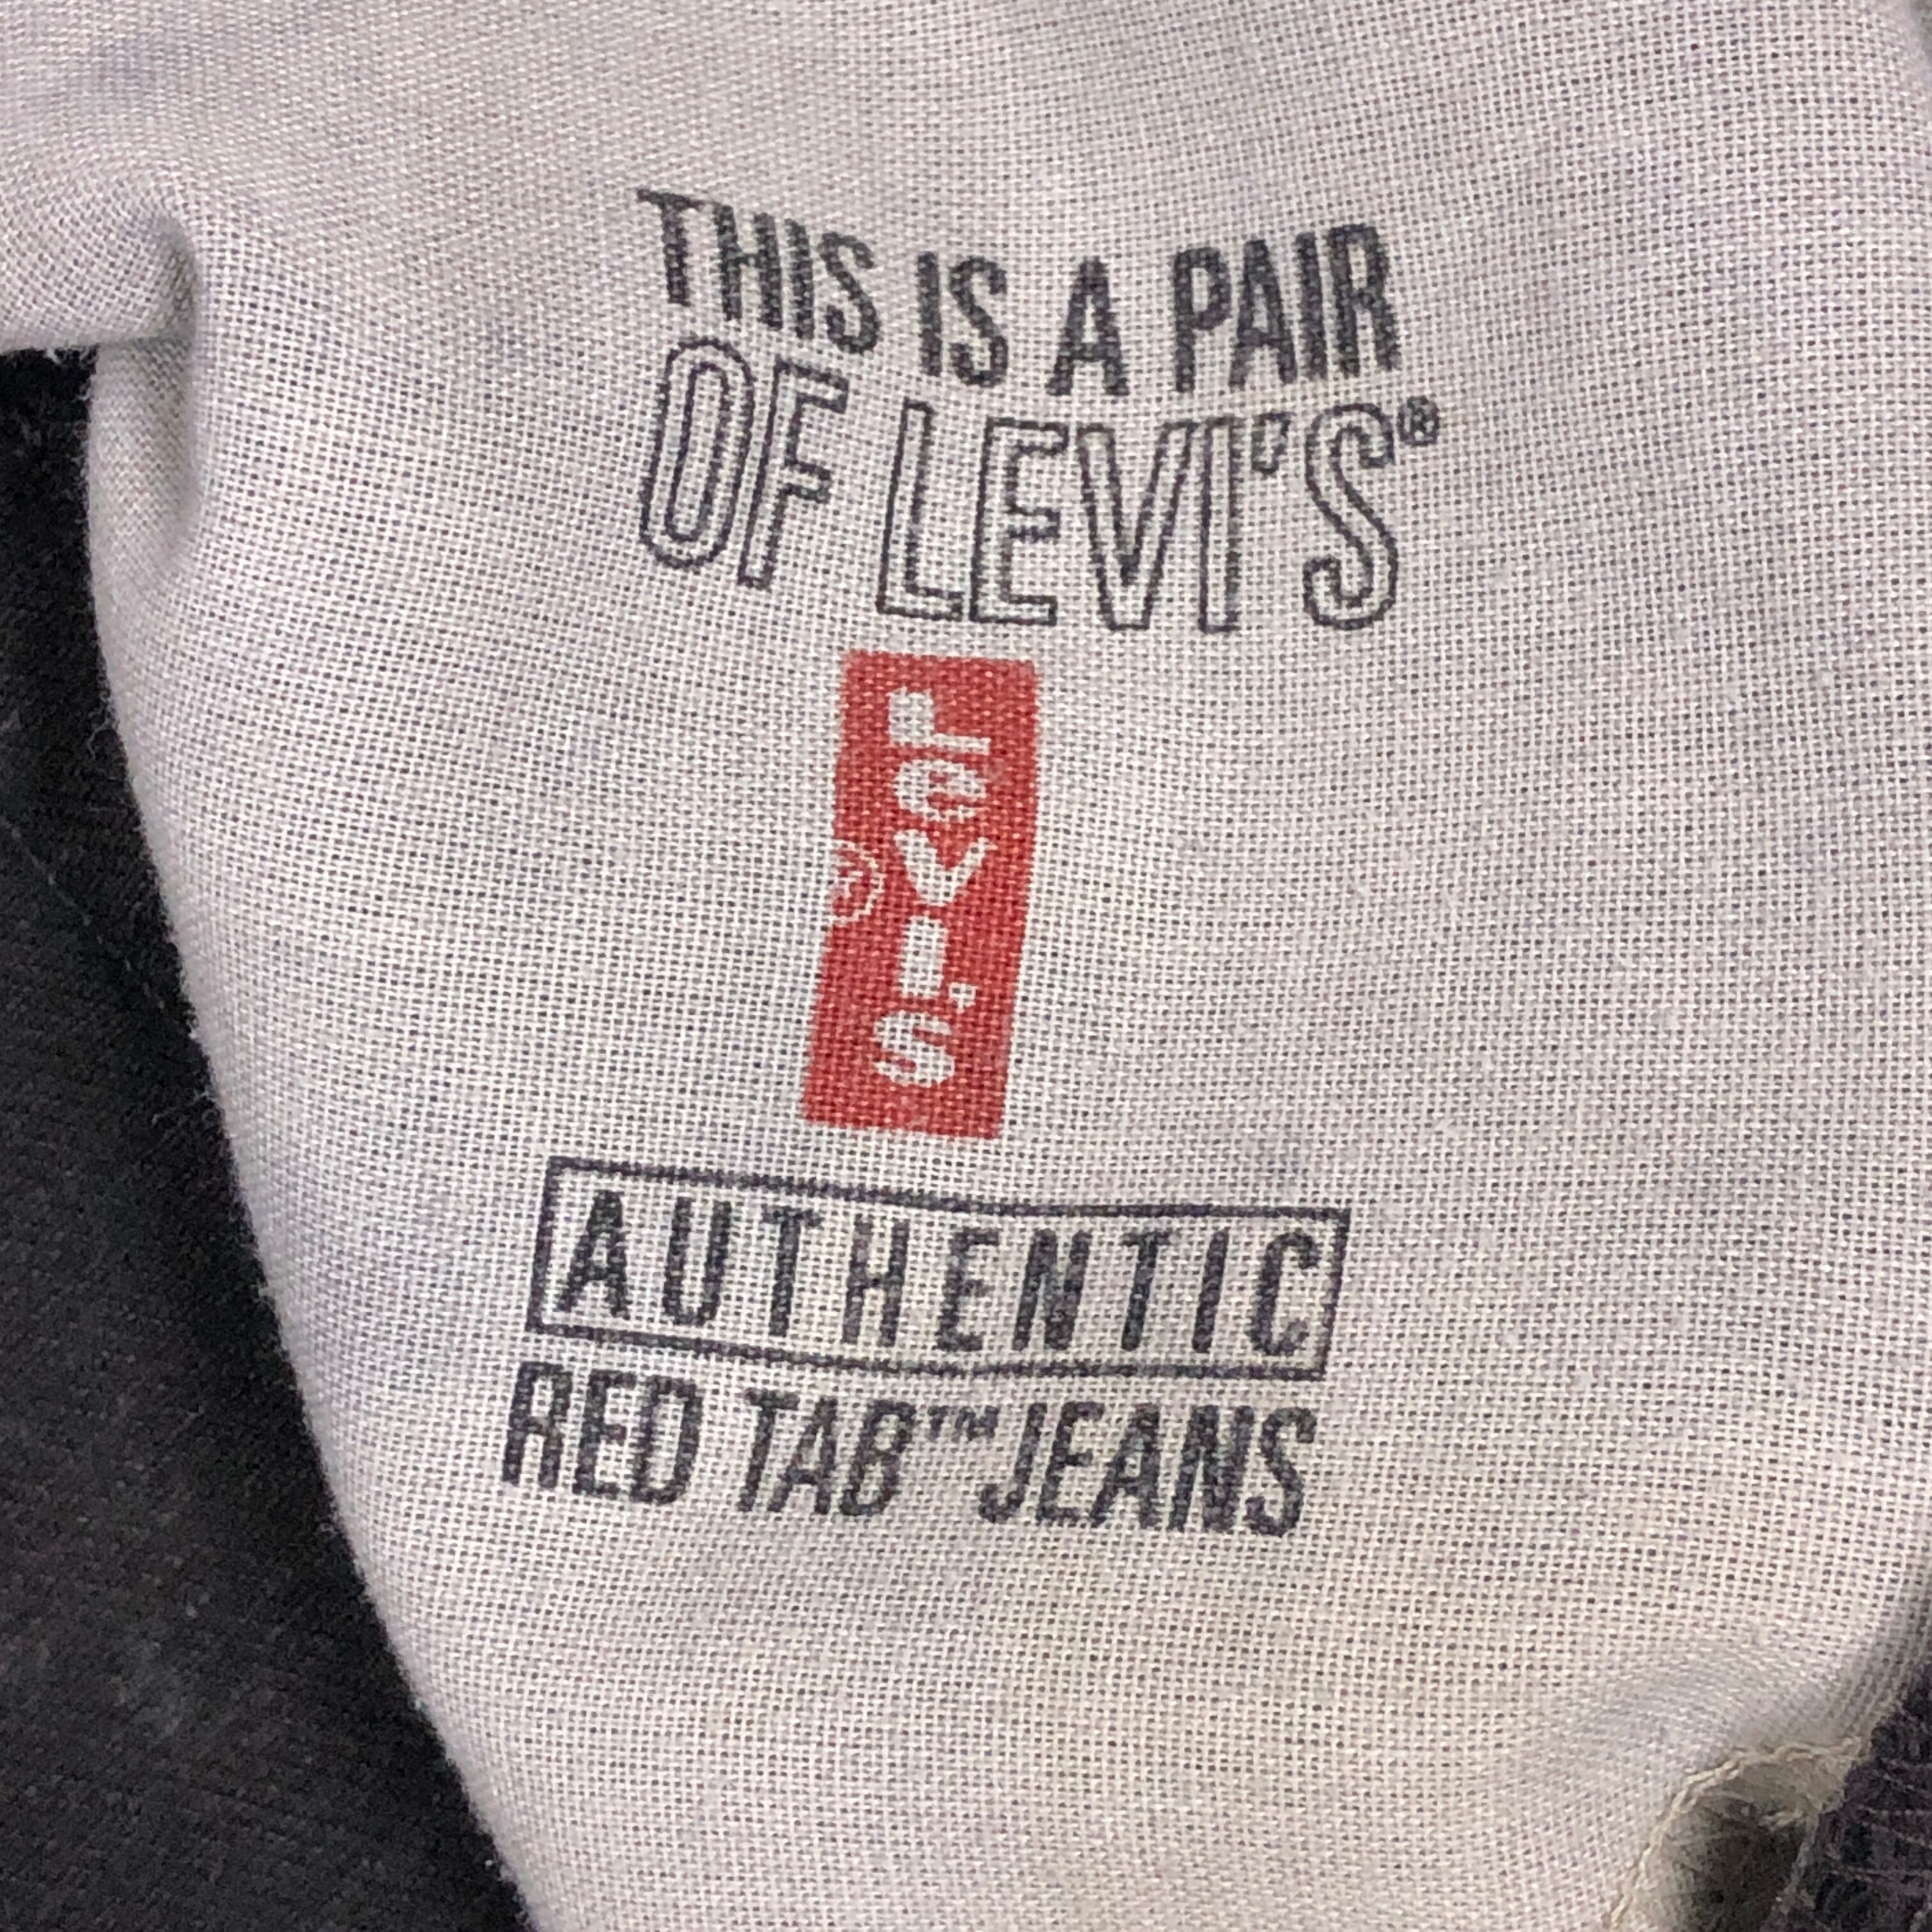 THIS IS A PAIR
OF LEVI'S®
LEVI'S
®
AUTHENTIC
RED TAB™ JEANS